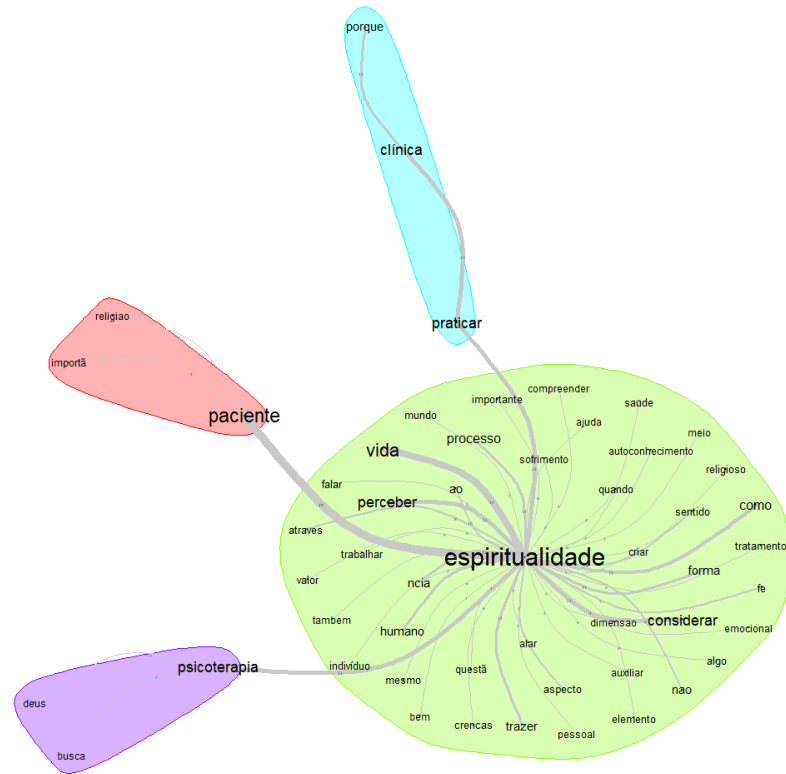 porque
clínica
praticar
religiao
importã
paciente
compreender
importante
saude
mundo
ajuda
processo
meio
vida
sofrimento
autoconhecimento
religioso
falar
ao
quando
perceber
sentido
como
atraves
criar
tratamento
trabalhar
espiritualidade
forma
valor
ncia
fe
tambem
dimensao
considerar
humano
emocional
alar
psicoterapia
indivíduo
questã
algo
mesmo
auxiliar
aspecto
nao
deus
bem
crencas
trazer
elemento
pessoal
busca